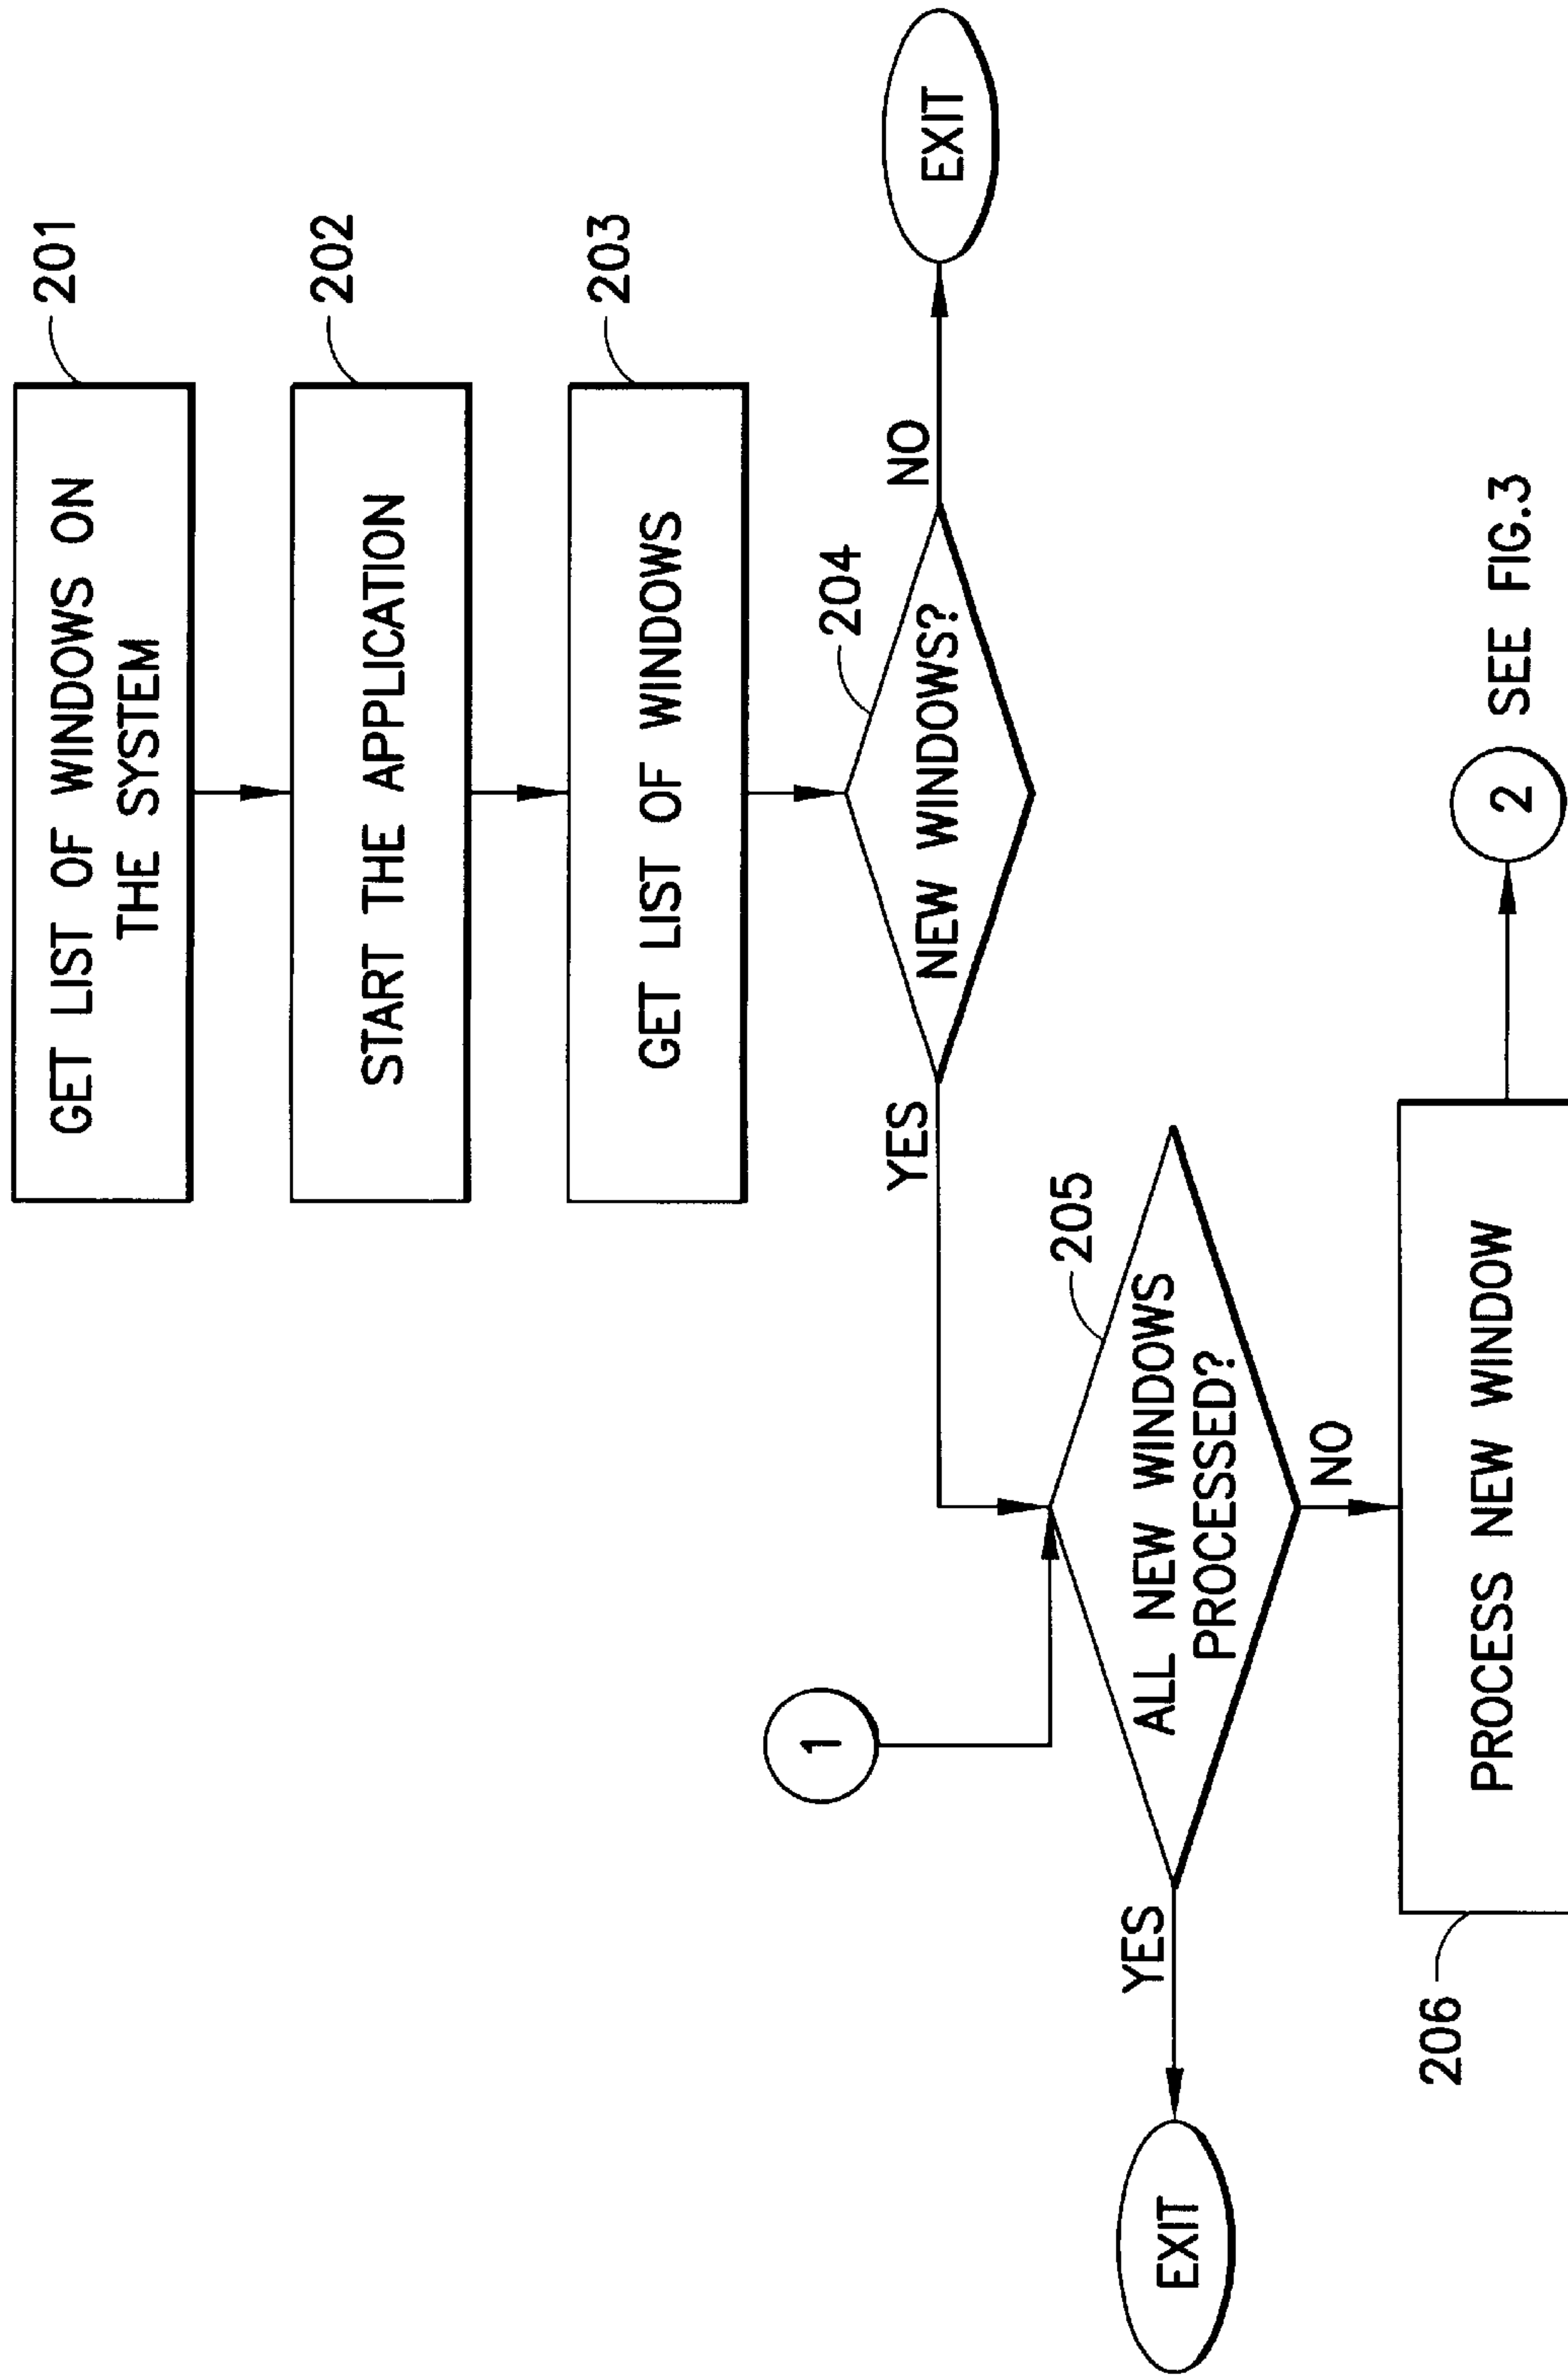 GET LIST OF WINDOWS ON
THE SYSTEM
201
START THE APPLICATION
202
GET LIST OF WINDOWS
203
204
NEW WINDOWS?
YES
NO
EXIT
1
205
ALL NEW WINDOWS
PROCESSED?
YES
EXIT
NO
206
PROCESS NEW WINDOW
2
SEE FIG.3